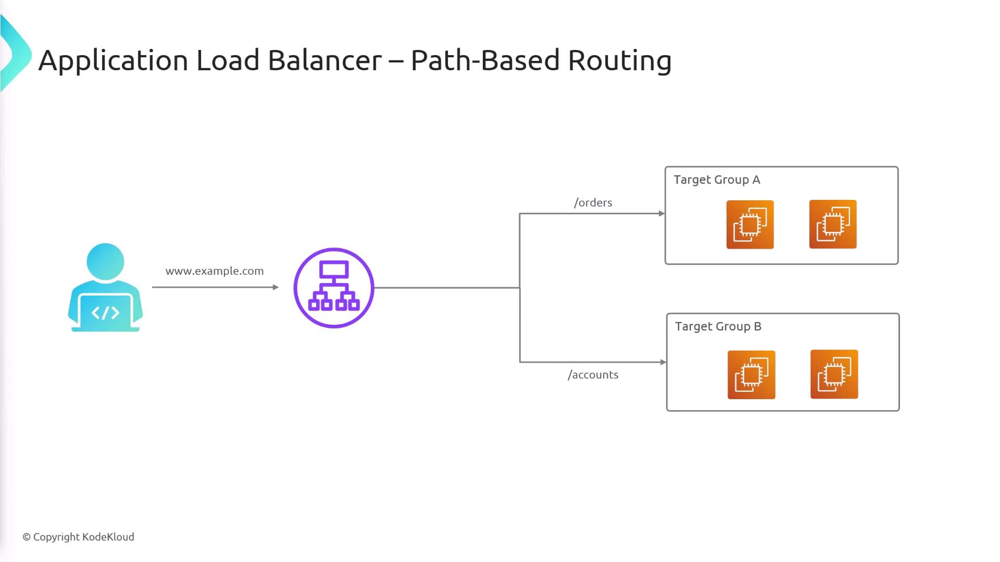 Application Load Balancer – Path-Based Routing
Target Group A
/orders
www.example.com
</>
Target Group B
/accounts
© Copyright KodeKloud